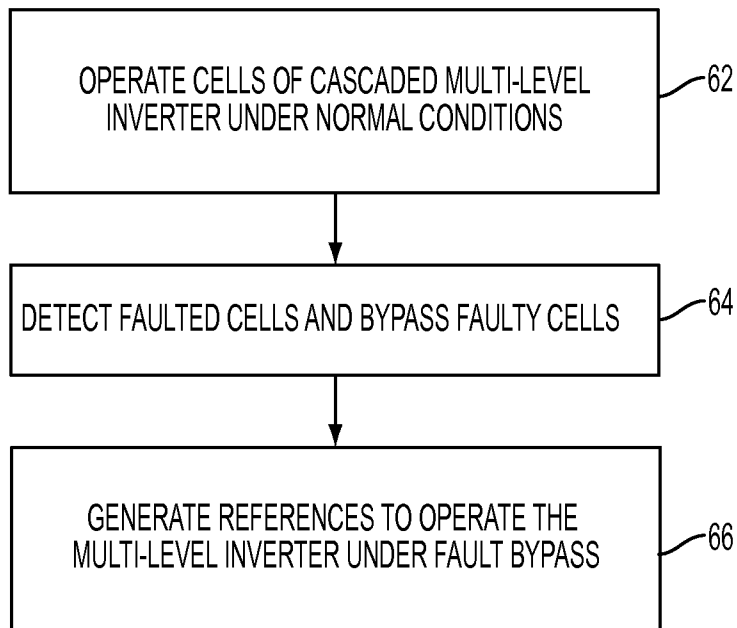 OPERATE CELLS OF CASCADED MULTI-LEVEL
INVERTER UNDER NORMAL CONDITIONS
62
DETECT FAULTED CELLS AND BYPASS FAULTY CELLS
64
GENERATE REFERENCES TO OPERATE THE
MULTI-LEVEL INVERTER UNDER FAULT BYPASS
66